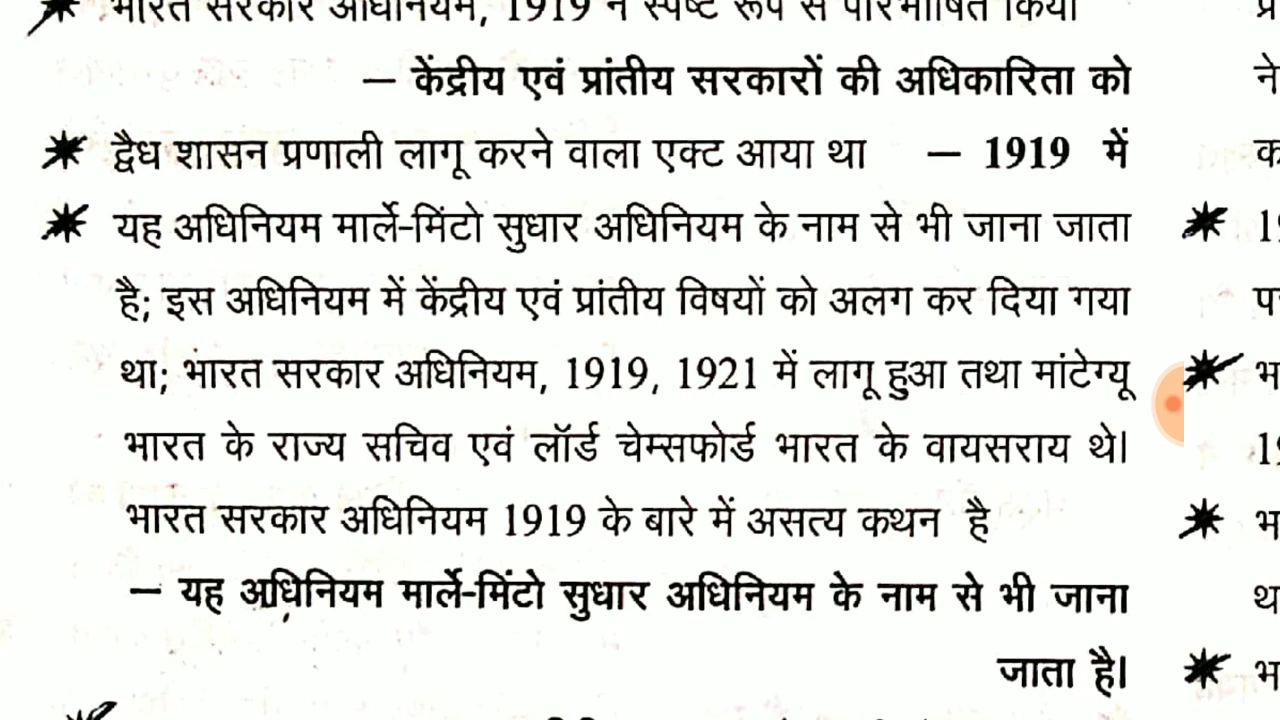 भारत सरकार अधिनियम, 1919 ने स्पष्ट रूप से परिभाषित किया
– केंद्रीय एवं प्रांतीय सरकारों की अधिकारिता को
द्वैध शासन प्रणाली लागू करने वाला एक्ट आया था – 1919 में
यह अधिनियम मार्ले-मिंटो सुधार अधिनियम के नाम से भी जाना जाता
है; इस अधिनियम में केंद्रीय एवं प्रांतीय विषयों को अलग कर दिया गया
था; भारत सरकार अधिनियम, 1919, 1921 में लागू हुआ तथा मांटेग्यू
भारत के राज्य सचिव एवं लॉर्ड चेम्सफोर्ड भारत के वायसराय थे।
भारत सरकार अधिनियम 1919 के बारे में असत्य कथन है
– यह अधिनियम मार्ले-मिंटो सुधार अधिनियम के नाम से भी जाना
जाता है।
ने